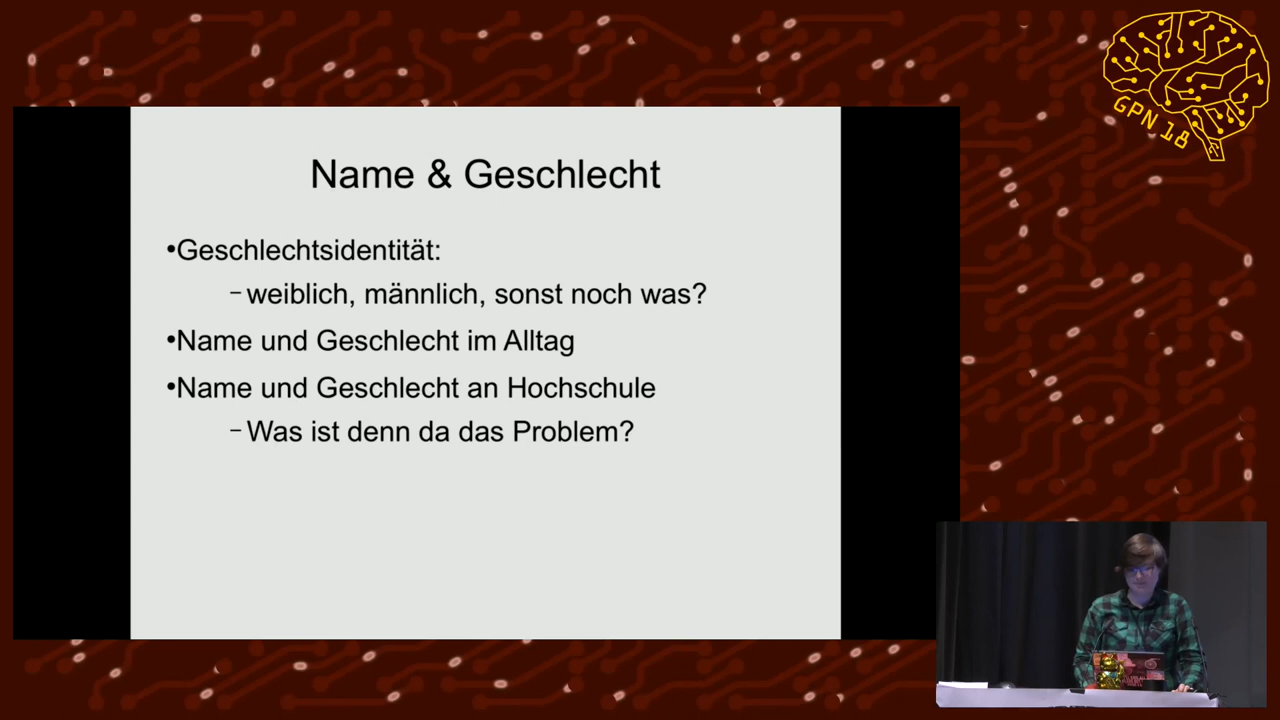 GPN 18
Name & Geschlecht
•Geschlechtsidentität:
–weiblich, männlich, sonst noch was?
•Name und Geschlecht im Alltag
•Name und Geschlecht an Hochschule
–Was ist denn da das Problem?